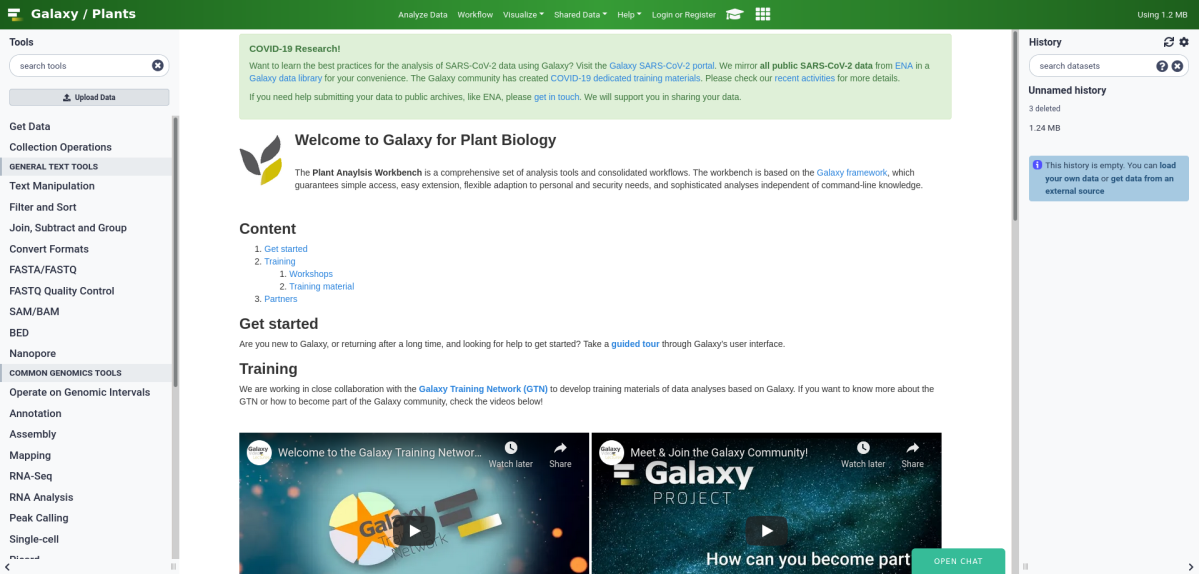 Galaxy / Plants
Analyze Data Workflow Visualize Shared Data Help Login or Register
Using 1.2 MB
Tools
search tools
Upload Data
Get Data
Collection Operations
GENERAL TEXT TOOLS
Text Manipulation
Filter and Sort
Join, Subtract and Group
Convert Formats
FASTA/FASTQ
FASTQ Quality Control
SAM/BAM
BED
Nanopore
COMMON GENOMICS TOOLS
Operate on Genomic Intervals
Annotation
Assembly
Mapping
RNA-Seq
RNA Analysis
Peak Calling
Single-cell
Picard
COVID-19 Research!
Want to learn the best practices for the analysis of SARS-CoV-2 data using Galaxy? Visit the Galaxy SARS-CoV-2 portal. We mirror all public SARS-CoV-2 data from ENA in a
Galaxy data library for your convenience. The Galaxy community has created COVID-19 dedicated training materials. Please check our recent activities for more details.
If you need help submitting your data to public archives, like ENA, please get in touch. We will support you in sharing your data.
Welcome to Galaxy for Plant Biology
The Plant Anaylsis Workbench is a comprehensive set of analysis tools and consolidated workflows. The workbench is based on the Galaxy framework, which
guarantees simple access, easy extension, flexible adaption to personal and security needs, and sophisticated analyses independent of command-line knowledge.
Content
1. Get started
2. Training
1. Workshops
2. Training material
3. Partners
Get started
Are you new to Galaxy, or returning after a long time, and looking for help to get started? Take a guided tour through Galaxy's user interface.
Training
We are working in close collaboration with the Galaxy Training Network (GTN) to develop training materials of data analyses based on Galaxy. If you want to know more about the
GTN or how to become part of the Galaxy community, check the videos below!
Galaxy
Welcome to the Galaxy Training Networ...
Watch later
Share
Galaxy
Training
Network
Galaxy
Meet & Join the Galaxy Community!
Watch later
Share
Galaxy
PROJECT
How can you become part
OPEN CHAT
History
search datasets
Unnamed history
3 deleted
1.24 MB
This history is empty. You can load
your own data or get data from an
external source